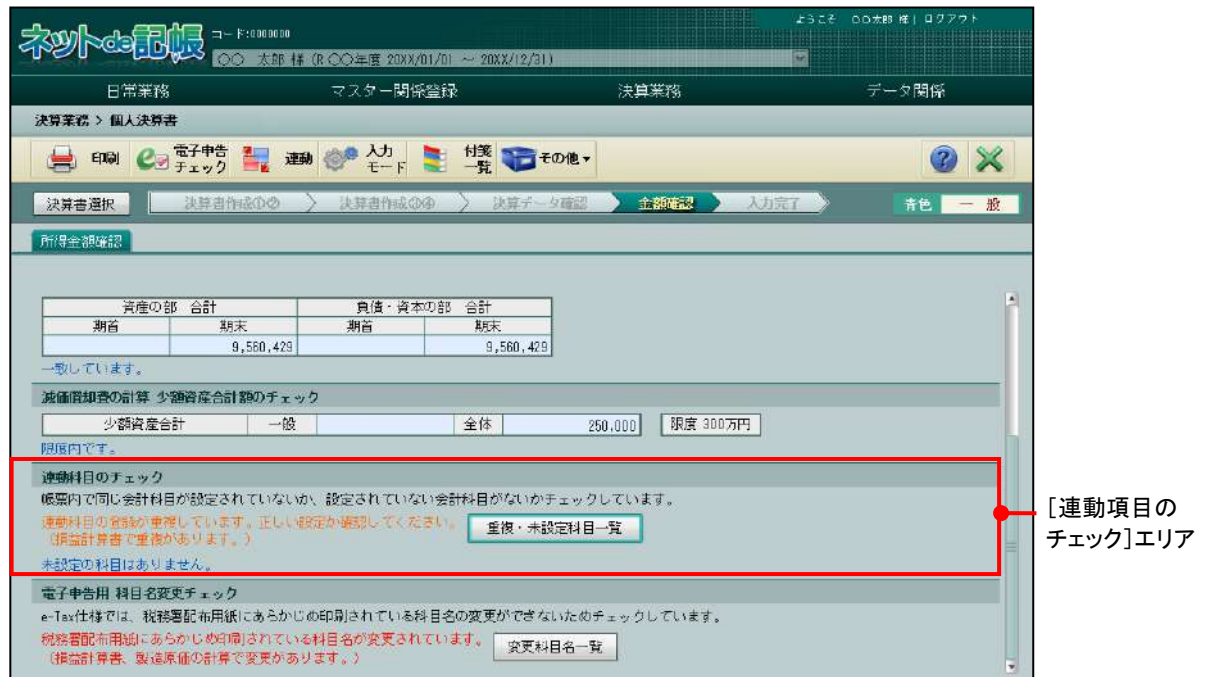 ようこそ 〇〇太郎 様| ログアウト
ネットde記帳 コード:0000000
〇〇 太郎 様 (R〇〇年度 20XX/01/01 ～ 20XX/12/31)
日常業務 マスター関係登録 決算業務 データ関係
決算業務 > 個人決算書
印刷 電子申告チェック 連動 入力モード 付箋一覧 その他▼
決算書選択 決算書作成①② 決算書作成③④ 決算データ確認 金額確認 入力完了 青色 一 般
所得金額確認
資産の部 合計 負債・資本の部 合計
期首 期末 期首 期末
9,560,429 9,560,429
一致しています。
減価償却費の計算 少額資産合計額のチェック
少額資産合計 一般 全体 250,000 限度 300万円
限度内です。
連動科目のチェック
帳票内で同じ会計科目が設定されていないか、設定されていない会計科目がないかチェックしています。
連動科目の登録が重複しています。正しい設定か確認してください。
(損益計算書で重複があります。)
重複・未設定科目一覧
未設定の科目はありません。
[連動項目の
チェック]エリア
電子申告用 科目名変更チェック
e-Tax仕様では、税務署配布用紙にあらかじめ印刷されている科目名の変更ができないためチェックしています。
税務署配布用紙にあらかじめ印刷されている科目名が変更されています。
(損益計算書、製造原価の計算で変更があります。)
変更科目名一覧